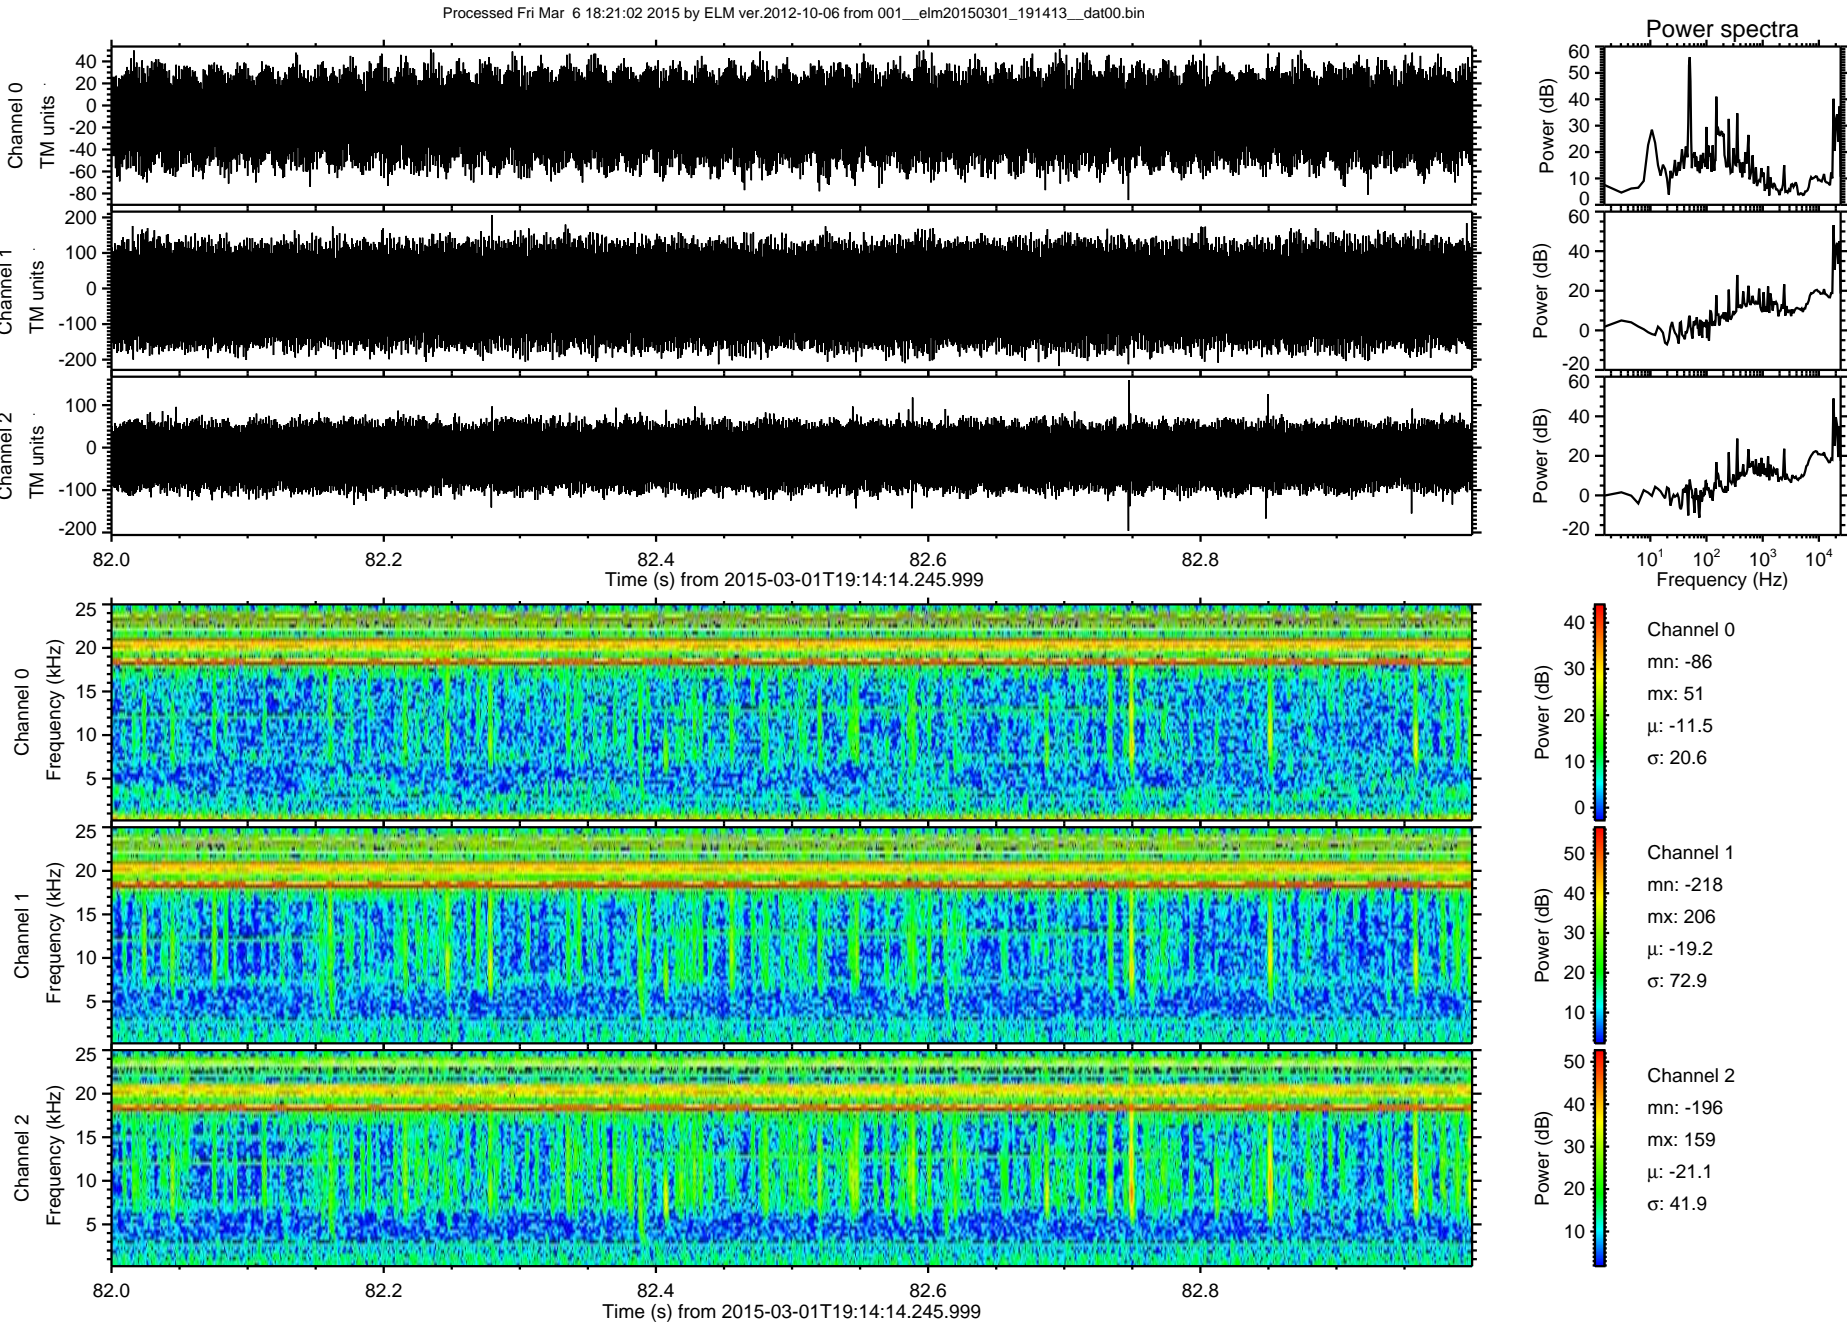 Processed Fri Mar 6 18:21:02 2015 by ELM ver.2012-10-06 from 001__elm20150301_191413__dat00.bin
Power spectra
Channel 0
TM units
40
20
0
-20
-40
-60
-80
Power (dB)
60
50
40
30
20
10
0
Channel 1
TM units
200
100
0
-100
-200
Power (dB)
60
40
20
0
-20
Channel 2
TM units
100
0
-100
-200
Power (dB)
60
40
20
0
-20
82.0 82.2 82.4 82.6 82.8
Time (s) from 2015-03-01T19:14:14.245.999
10¹ 10² 10³ 10⁴
Frequency (Hz)
Channel 0
Frequency (kHz)
25
20
15
10
5
Power (dB)
40
30
20
10
0
Channel 0
mn: -86
mx: 51
μ: -11.5
σ: 20.6
Channel 1
Frequency (kHz)
25
20
15
10
5
Power (dB)
50
40
30
20
10
Channel 1
mn: -218
mx: 206
μ: -19.2
σ: 72.9
Channel 2
Frequency (kHz)
25
20
15
10
5
Power (dB)
50
40
30
20
10
Channel 2
mn: -196
mx: 159
μ: -21.1
σ: 41.9
82.0 82.2 82.4 82.6 82.8
Time (s) from 2015-03-01T19:14:14.245.999